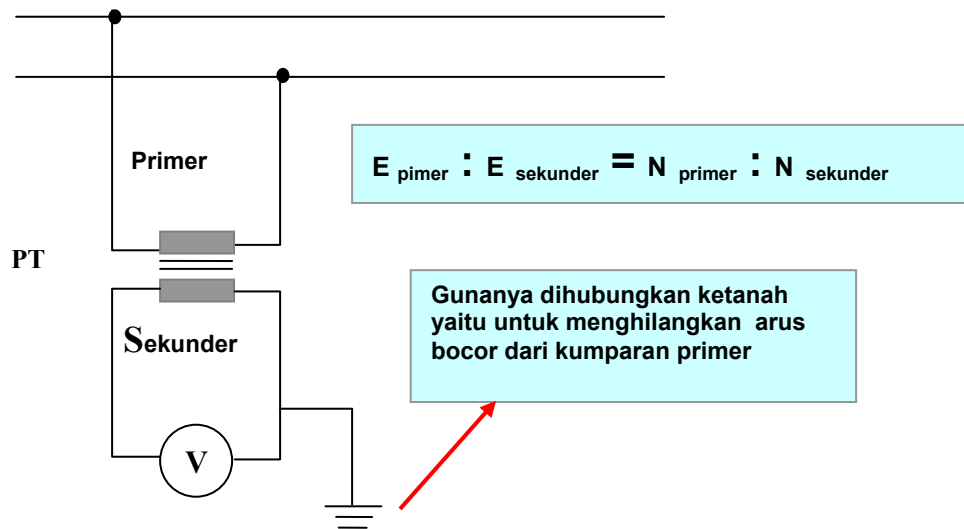 Primer
E pimer : E sekunder = N primer : N sekunder
PT
Gunanya dihubungkan ketanah
yaitu untuk menghilangkan arus
bocor dari kumparan primer
Sekunder
V